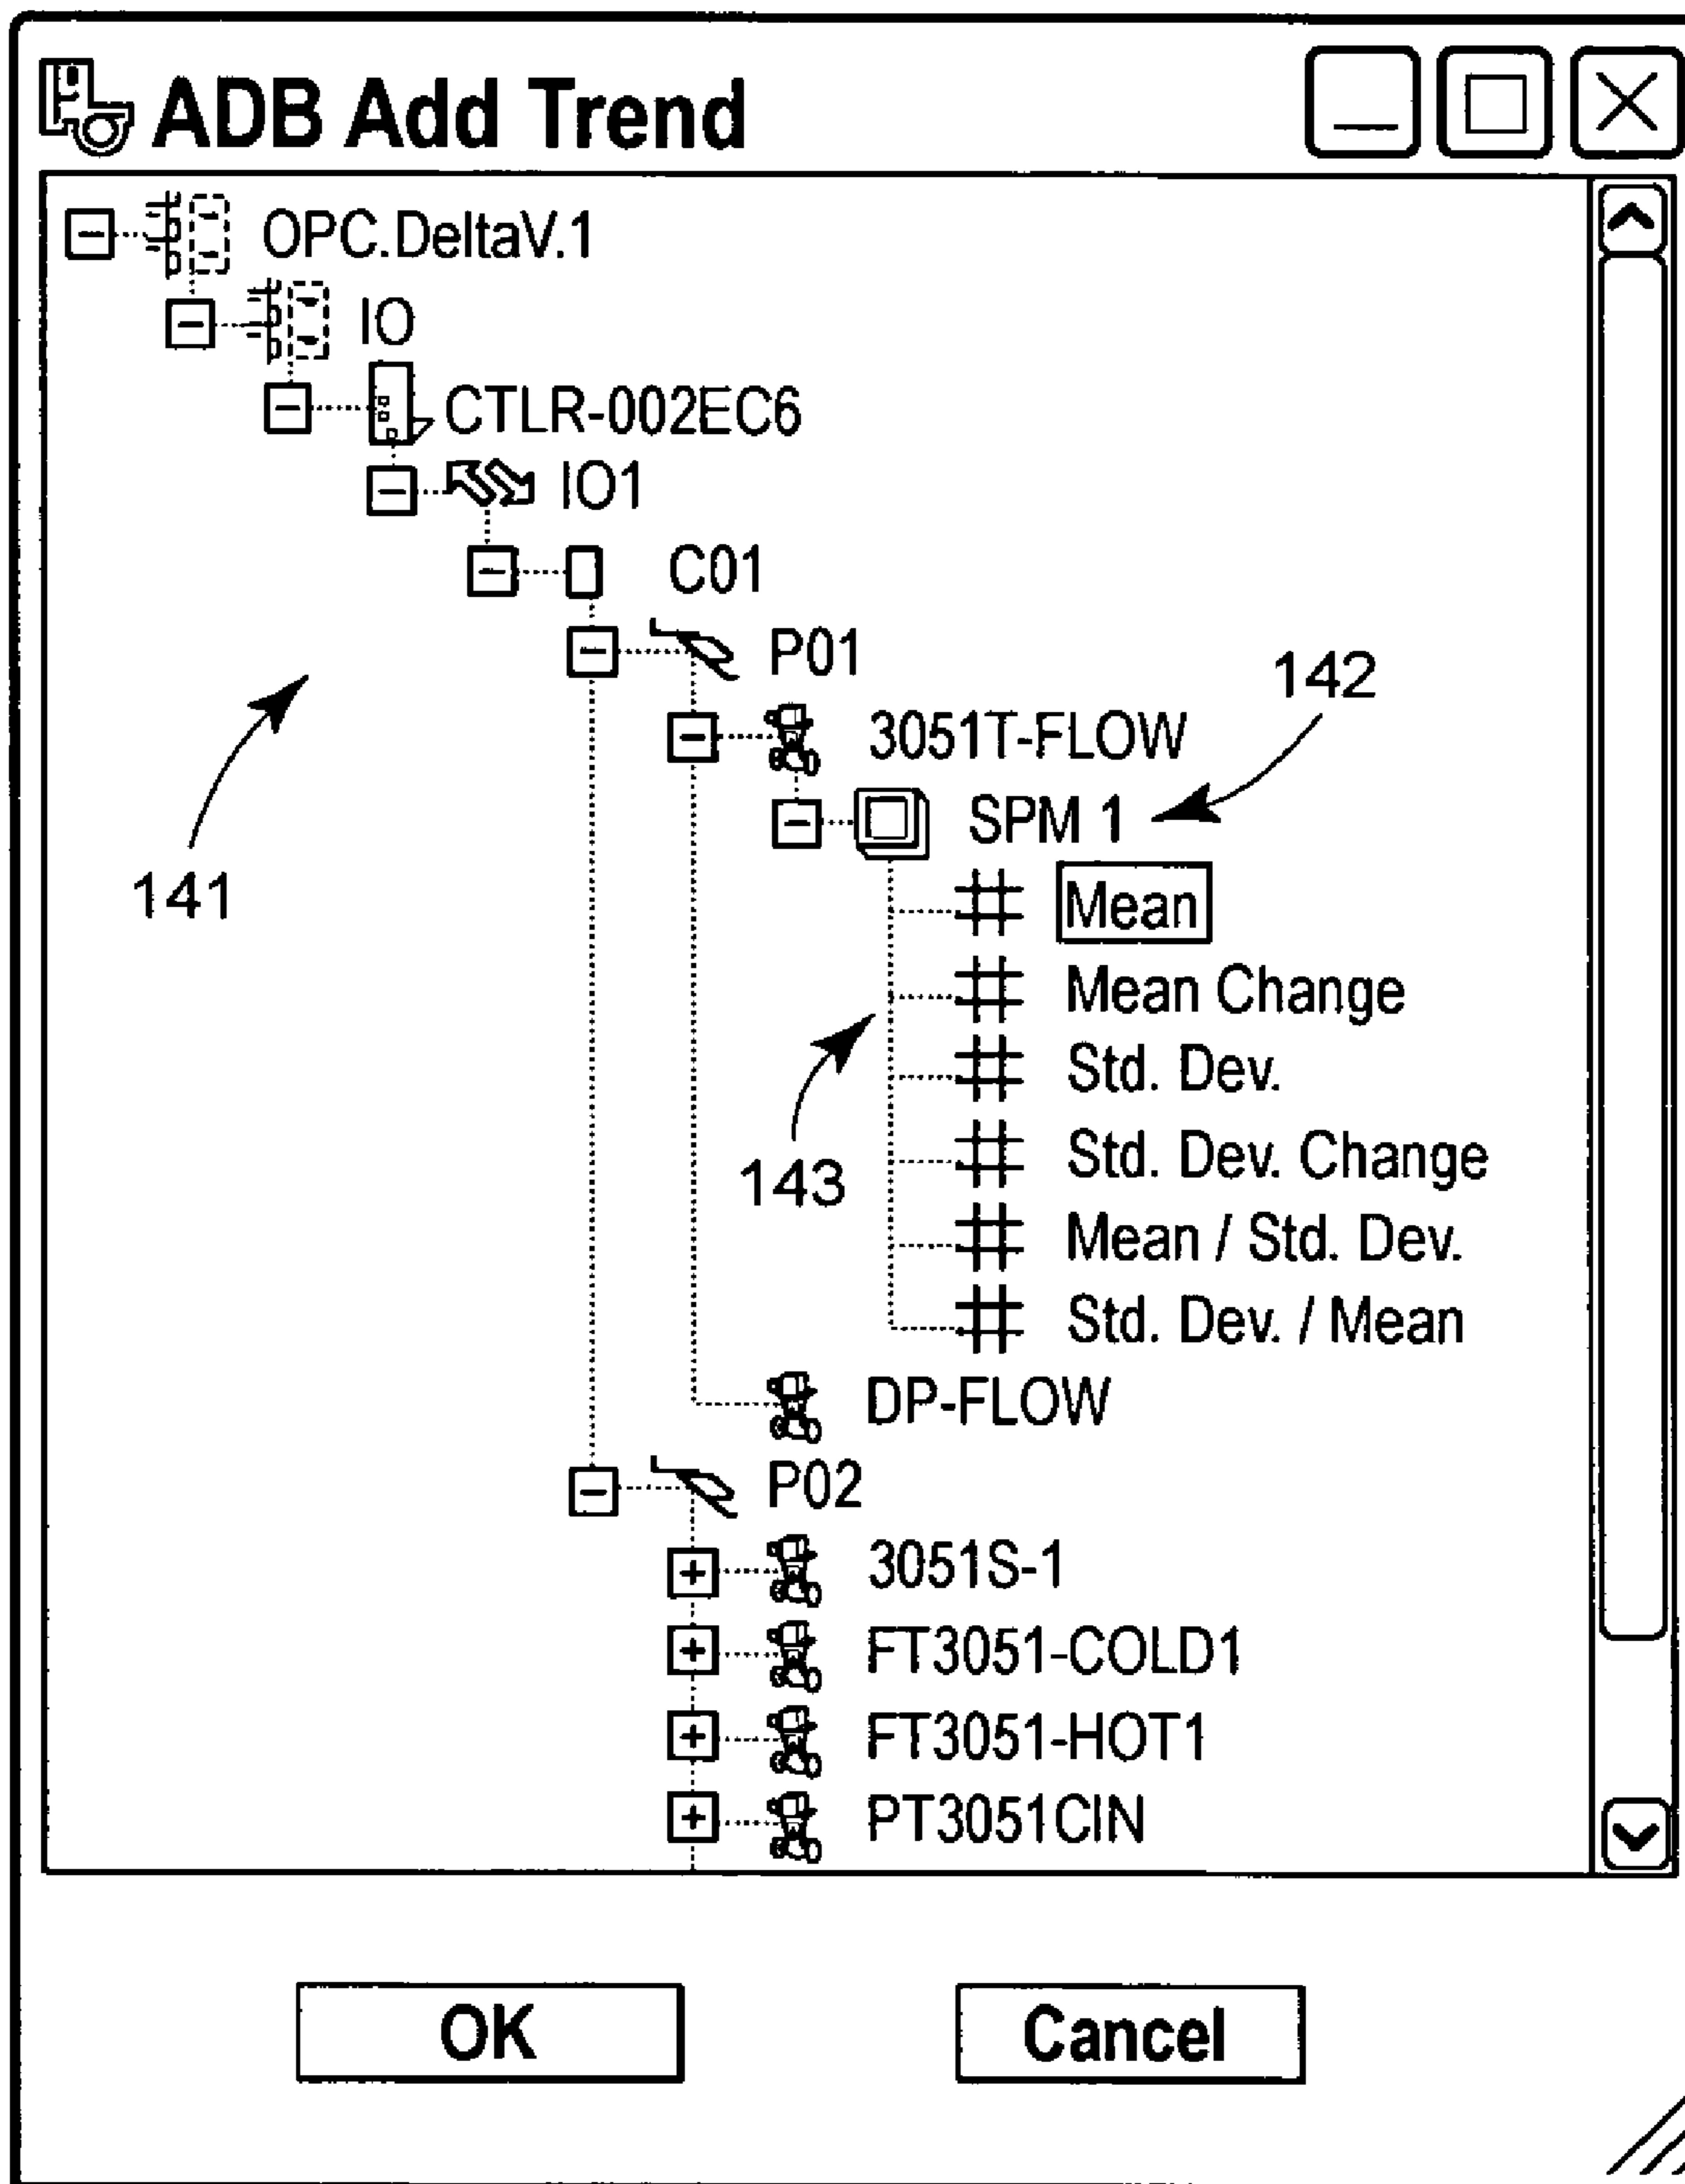 ADB Add Trend
OPC.DeltaV.1
IO
CTLR-002EC6
IO1
C01
P01
142
3051T-FLOW
SPM 1
141
Mean
Mean Change
Std. Dev.
143
Std. Dev. Change
Mean / Std. Dev.
Std. Dev. / Mean
DP-FLOW
P02
3051S-1
FT3051-COLD1
FT3051-HOT1
PT3051CIN
OK
Cancel